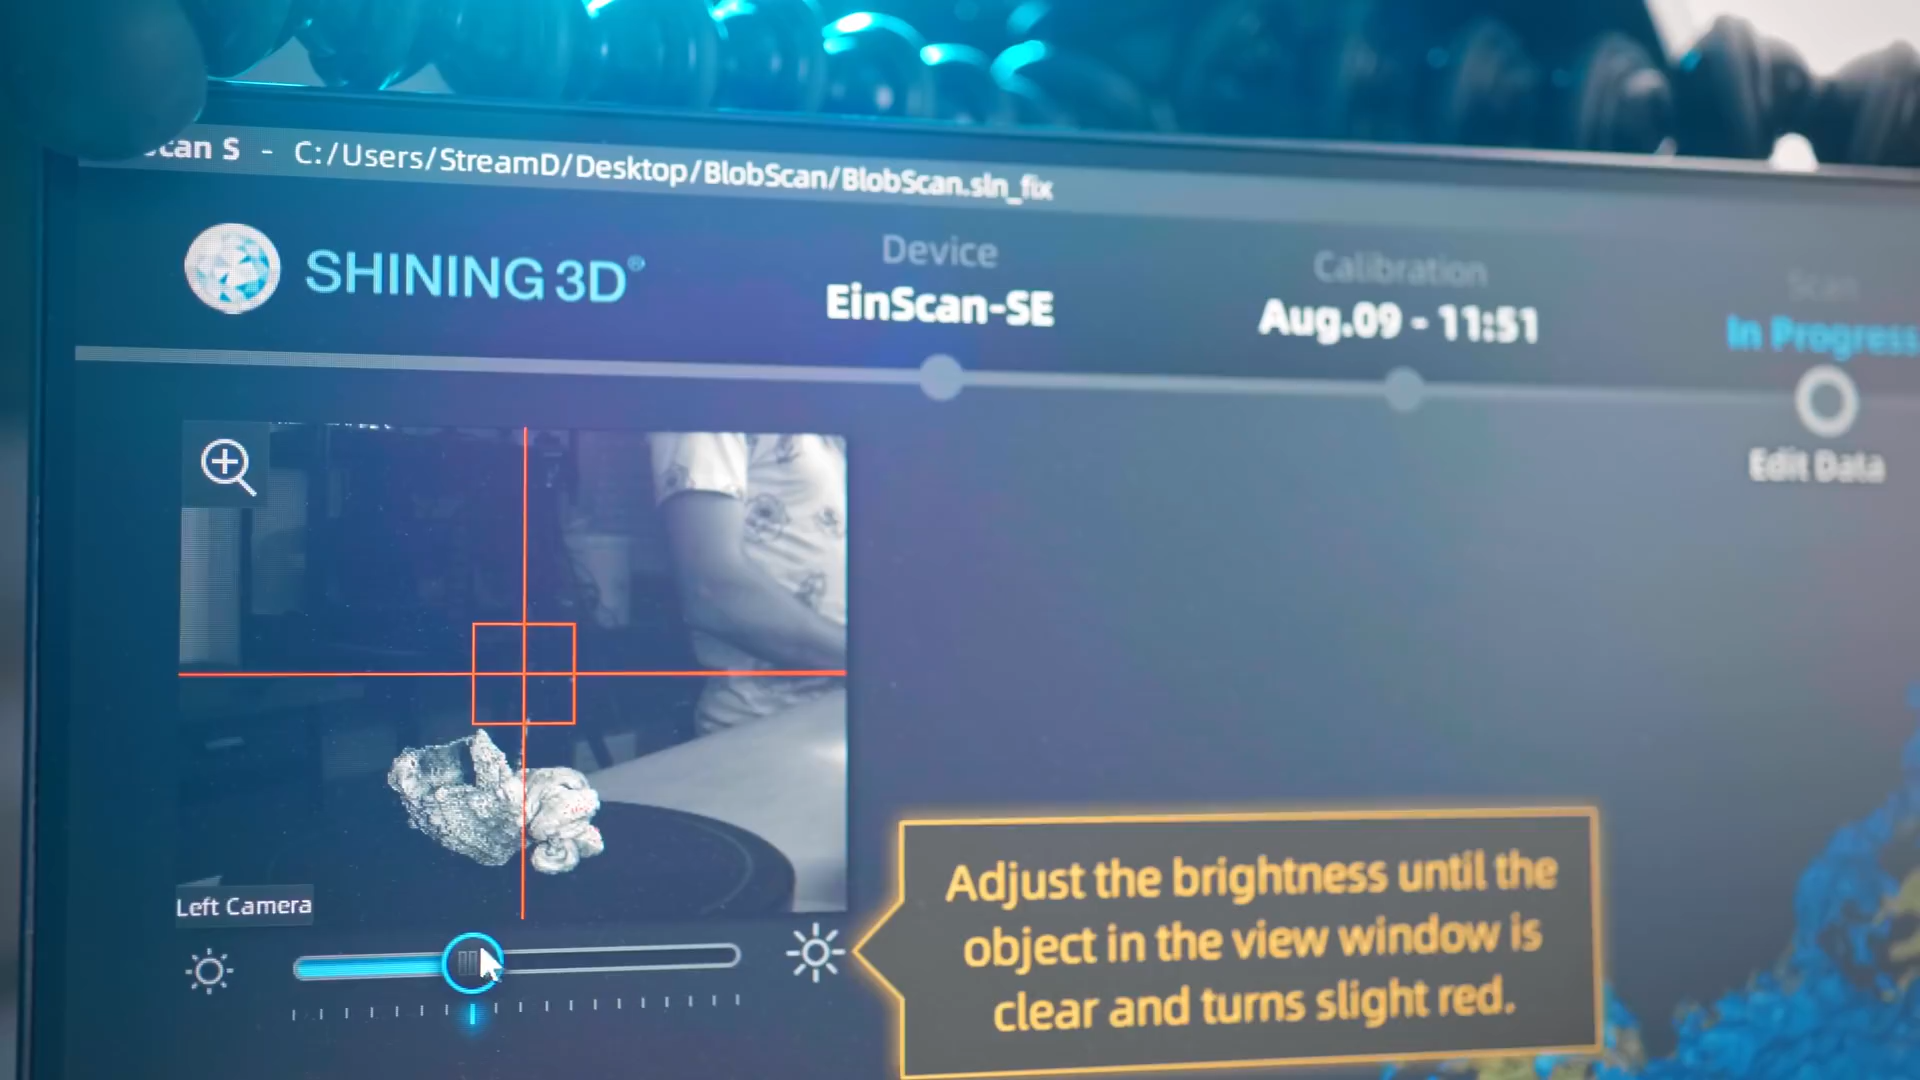 Scan S - C:/Users/StreamD/Desktop/BlobScan/BlobScan.sln_fix
SHINING 3D®
Device
EinScan-SE
Calibration
Aug.09 - 11:51
Scan
In Progress
Edit Data
Left Camera
Adjust the brightness until the
object in the view window is
clear and turns slight red.